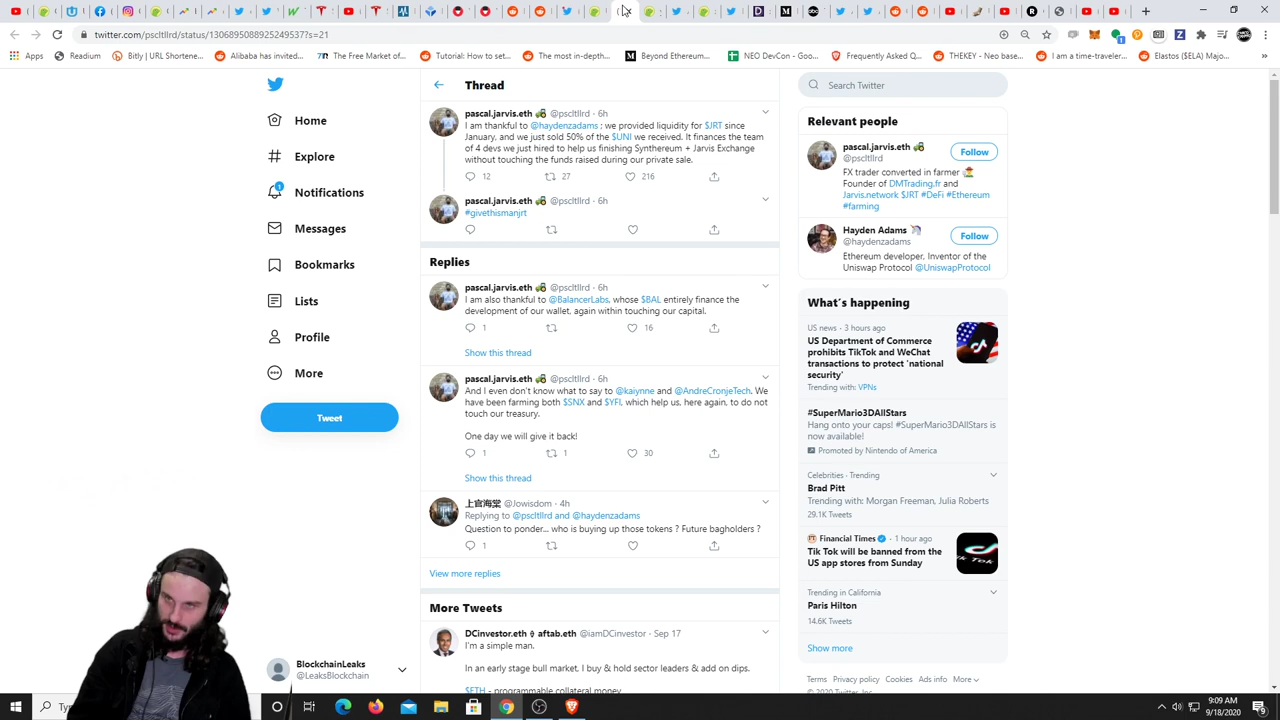 twitter.com/pscltllrd/status/1306895088925249537?s=21
Apps
Readium
Bitly | URL Shortene...
Alibaba has invited...
The Free Market of...
Tutorial: How to set...
The most in-depth...
Beyond Ethereum...
NEO DevCon - Goo...
Frequently Asked Q...
THEKEY - Neo base...
I am a time-traveler...
Elastos ($ELA) Majo...
»
Home
Explore
1
Notifications
Messages
Bookmarks
Lists
Profile
More
Tweet
BlockchainLeaks
@LeaksBlockchain
Thread
pascal.jarvis.eth 🚜 @pscltllrd · 6h
I am thankful to @haydenzadams ; we provided liquidity for $JRT since
January, and we just sold 50% of the $UNI we received. It finances the team
of 4 devs we just hired to help us finishing Synthereum + Jarvis Exchange
without touching the funds raised during our private sale.
12 27 216
pascal.jarvis.eth 🚜 @pscltllrd · 6h
#givethismanjrt
Replies
pascal.jarvis.eth 🚜 @pscltllrd · 6h
I am also thankful to @BalancerLabs, whose $BAL entirely finance the
development of our wallet, again within touching our capital.
1 16
Show this thread
pascal.jarvis.eth 🚜 @pscltllrd · 6h
And I even don't know what to say to @kaiynne and @AndreCronjeTech. We
have been farming both $SNX and $YFI, which help us, here again, to do not
touch our treasury.
One day we will give it back!
1 1 30
Show this thread
上官海棠 @Jowisdom · 4h
Replying to @pscltllrd and @haydenzadams
Question to ponder... who is buying up those tokens ? Future bagholders ?
1
View more replies
More Tweets
DCinvestor.eth aftab.eth @iamDCinvestor · Sep 17
I'm a simple man.
In an early stage bull market, I buy & hold sector leaders & add on dips.
$ETH - programmable collateral money
Search Twitter
Relevant people
pascal.jarvis.eth 🚜
@pscltllrd
Follow
FX trader converted in farmer
Founder of DMTrading.fr and
Jarvis.network $JRT #DeFi #Ethereum
#farming
Hayden Adams 🦄
@haydenzadams
Follow
Ethereum developer, Inventor of the
Uniswap Protocol @UniswapProtocol
What's happening
US news · 3 hours ago
US Department of Commerce
prohibits TikTok and WeChat
transactions to protect 'national
security'
Trending with: VPNs
#SuperMario3DAllStars
Hang onto your caps! #SuperMario3DAllStars is
now available!
Promoted by Nintendo of America
Celebrities · Trending
Brad Pitt
Trending with: Morgan Freeman, Julia Roberts
29.1K Tweets
Financial Times · 1 hour ago
Tik Tok will be banned from the
US app stores from Sunday
Trending in California
Paris Hilton
14.6K Tweets
Show more
Terms Privacy policy Cookies Ads info More
© 2020 Twitter, Inc.
9:09 AM
9/18/2020